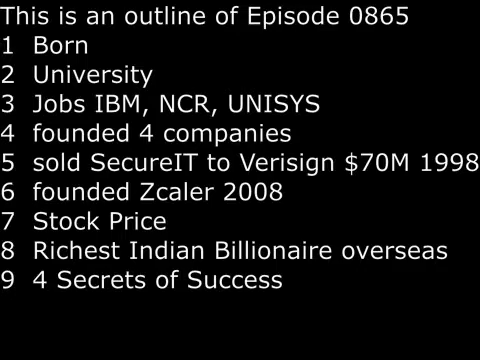 This is an outline of Episode 0865
1 Born
2 University
3 Jobs IBM, NCR, UNISYS
4 founded 4 companies
5 sold SecureIT to Verisign $70M 1998
6 founded Zcaler 2008
7 Stock Price
8 Richest Indian Billionaire overseas
9 4 Secrets of Success